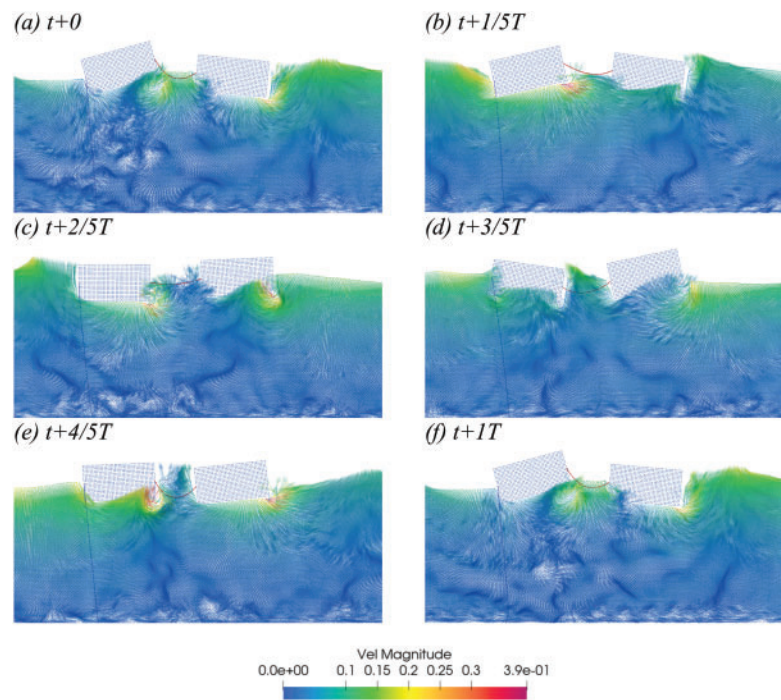 (a) t+0
(b) t+1/5T
(c) t+2/5T
(d) t+3/5T
(e) t+4/5T
(f) t+1T
Vel Magnitude
0.0e+00 0.1 0.15 0.2 0.25 0.3 3.9e-01